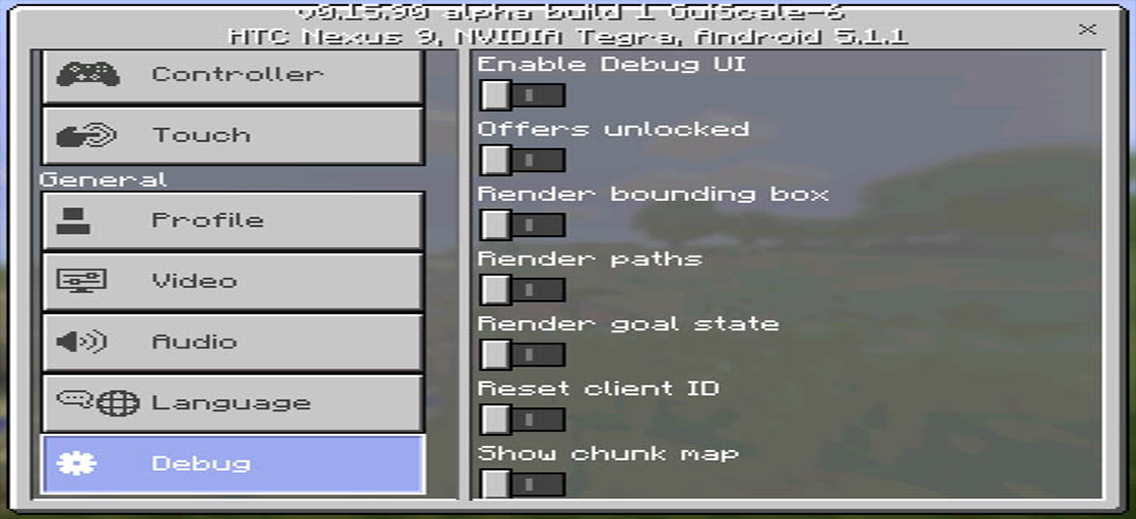 v0.15.90 alpha build 1 GuiScale-6
HTC Nexus 9, NVIDIA Tegra, Android 5.1.1
Controller
Touch
General
Profile
Video
Audio
Language
Debug
Enable Debug UI
Offers unlocked
Render bounding box
Render paths
Render goal state
Reset client ID
Show chunk map